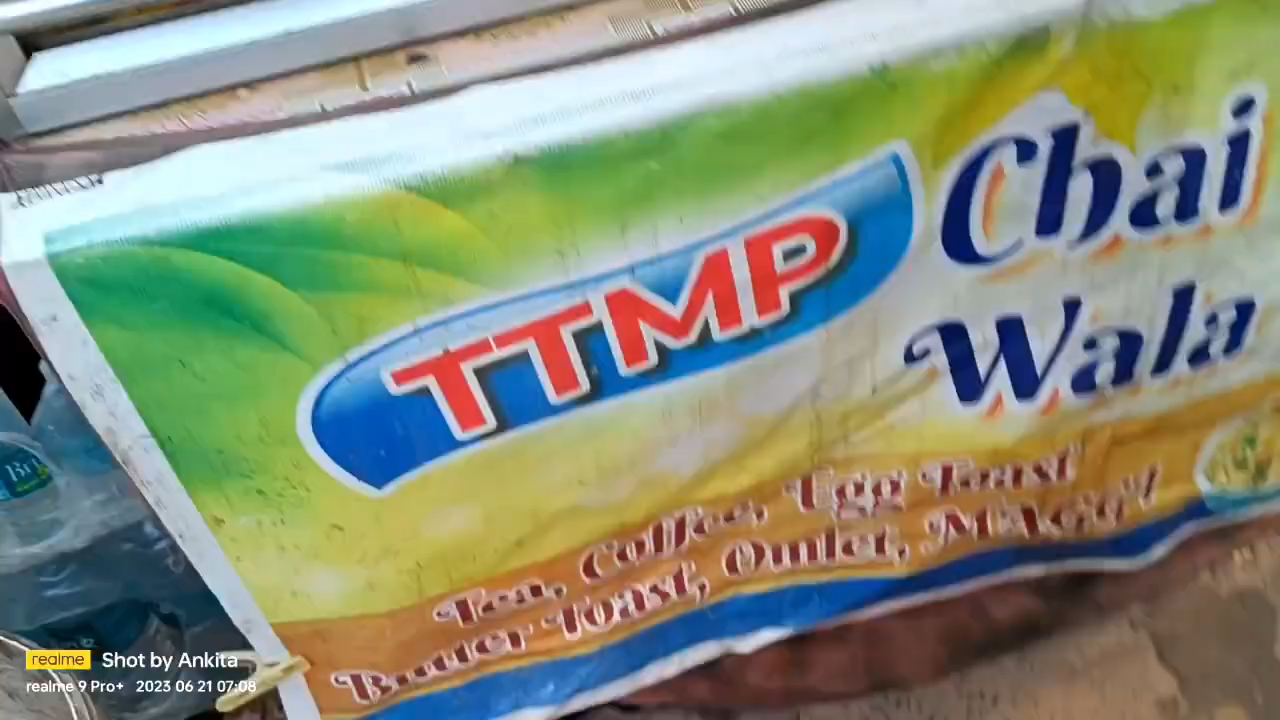 TTMP
Chai
Wala
Tea, Coffee, Egg Toast
Butter Toast, Omlet, MAGGI
realme Shot by Ankita
realme 9 Pro+ 2023 06 21 07:08